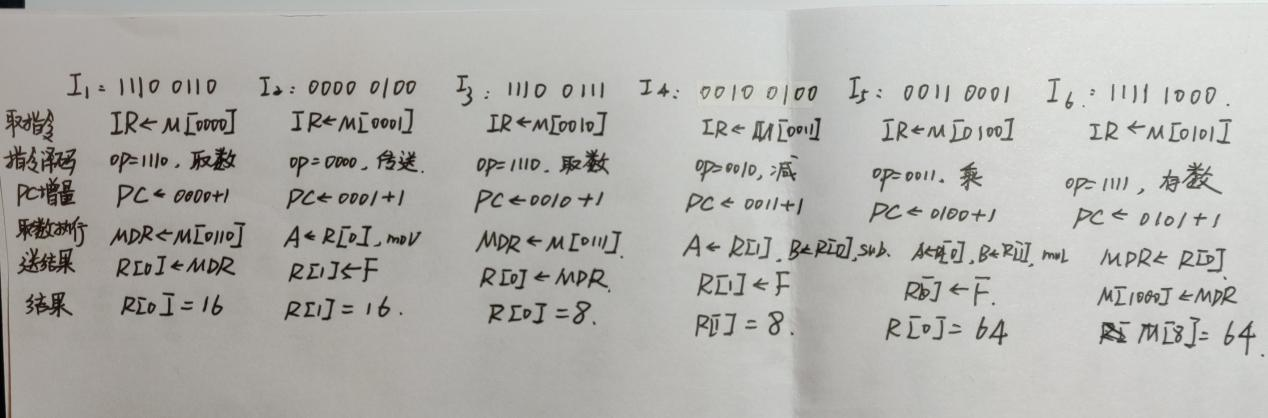 I₁: 1110 0110 I₂: 0000 0100 I₃: 1110 0111 I4: 0010 0100 I₅: 0011 0001 I₆: 1111 1000.
取指令 IR←M[0000] IR←M[0001] IR←M[0010] IR←M[0011] IR←M[0100] IR←M[0101]
指令译码 op=1110, 取数 op=0000, 传送. op=1110, 取数 op=0010, 减 op=0011. 乘 op=1111, 存数
PC增量 PC←0000+1 PC←0001+1 PC←0010+1 PC←0011+1 PC←0100+1 PC←0101+1
取数执行 MDR←M[0110] A←R[0], mov MDR←M[0111]. A←R[1], B←R[0], sub. A←R[0], B←R[1], mul MDR←R[0]
送结果 R[0]←MDR R[1]←F R[0]←MDR. R[1]←F R[0]←F. M[1000]←MDR
结果 R[0]=16 R[1]=16. R[0]=8. R[1]=8. R[0]=64 M[8]=64.